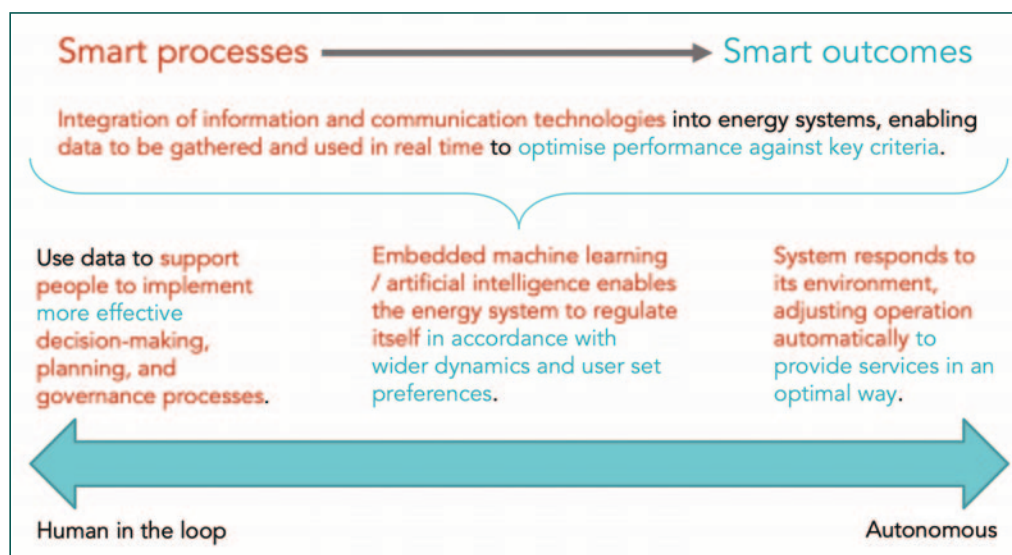 Smart processes
Smart outcomes
Integration of information and communication technologies into energy systems, enabling
data to be gathered and used in real time to optimise performance against key criteria.
Use data to support
people to implement
more effective
decision-making,
planning, and
governance processes.
Embedded machine learning
/ artificial intelligence enables
the energy system to regulate
itself in accordance with
wider dynamics and user set
preferences.
System responds to
its environment,
adjusting operation
automatically to
provide services in an
optimal way.
Human in the loop
Autonomous